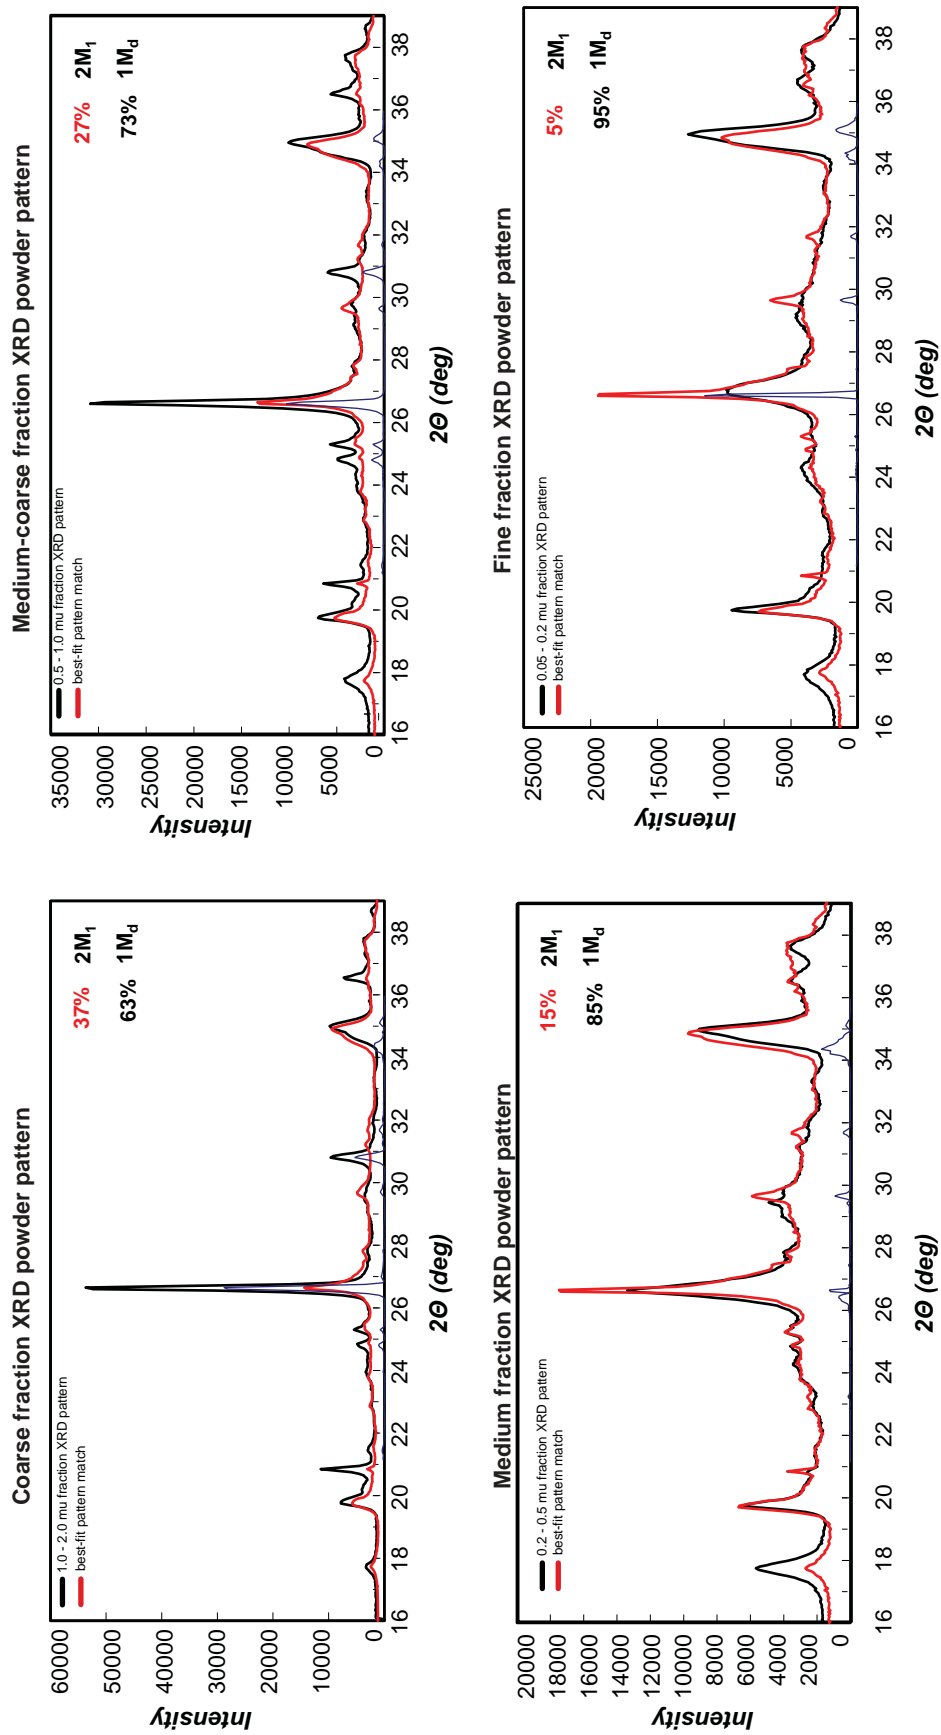 Coarse fraction XRD powder pattern
1.0 - 2.0 mu fraction XRD pattern
best-fit pattern match
37% 2M₁
63% 1M_d
Intensity
60000
50000
40000
30000
20000
10000
0
16 18 20 22 24 26 28 30 32 34 36 38
2Θ (deg)
Medium-coarse fraction XRD powder pattern
0.5 - 1.0 mu fraction XRD pattern
best-fit pattern match
27% 2M₁
73% 1M_d
Intensity
35000
30000
25000
20000
15000
10000
5000
0
16 18 20 22 24 26 28 30 32 34 36 38
2Θ (deg)
Medium fraction XRD powder pattern
0.2 - 0.5 mu fraction XRD pattern
best-fit pattern match
15% 2M₁
85% 1M_d
Intensity
20000
18000
16000
14000
12000
10000
8000
6000
4000
2000
0
16 18 20 22 24 26 28 30 32 34 36 38
2Θ (deg)
Fine fraction XRD powder pattern
0.05 - 0.2 mu fraction XRD pattern
best-fit pattern match
5% 2M₁
95% 1M_d
Intensity
25000
20000
15000
10000
5000
0
16 18 20 22 24 26 28 30 32 34 36 38
2Θ (deg)